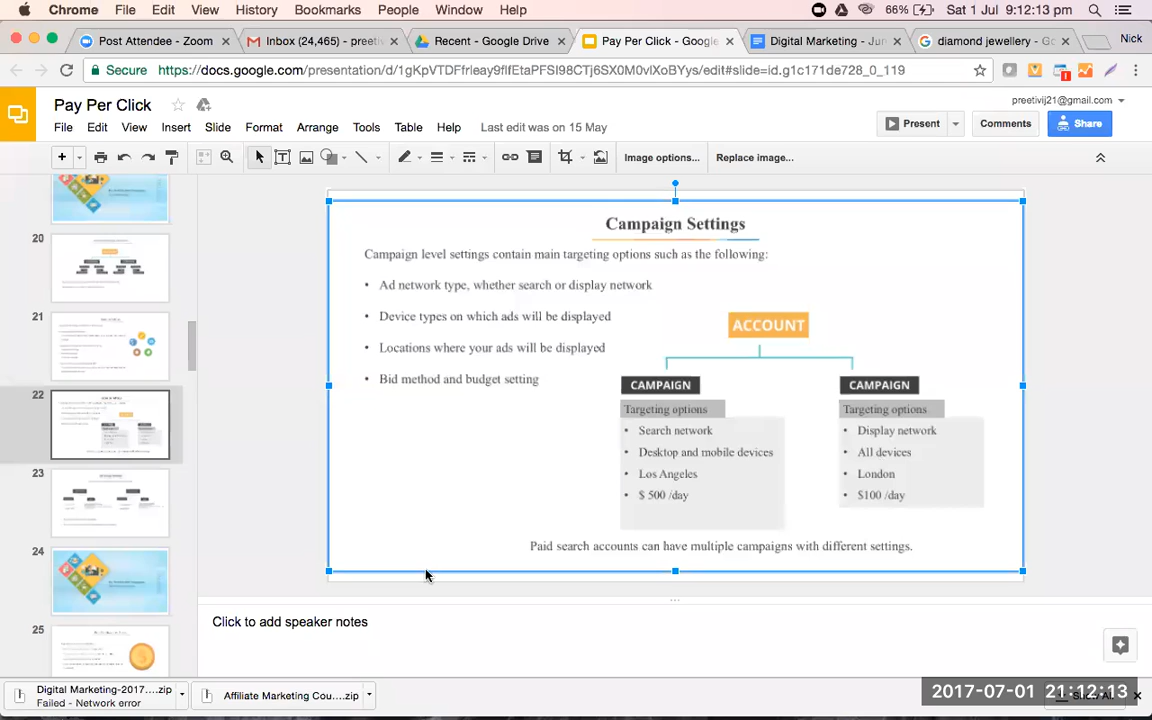 Chrome File Edit View History Bookmarks People Window Help 66% Sat 1 Jul 9:12:13 pm
Post Attendee - Zoom Inbox (24,465) - preetiv Recent - Google Drive Pay Per Click - Google Digital Marketing - Jun diamond jewellery - Go Nick
Secure https://docs.google.com/presentation/d/1gKpVTDFfrleay9flfEtaPFSI98CTj6SX0M0vlXoBYys/edit#slide=id.g1c171de728_0_119
Pay Per Click
preetivij21@gmail.com
File Edit View Insert Slide Format Arrange Tools Table Help Last edit was on 15 May
Present Comments Share
Image options... Replace image...
20
21
22
23
24
25
Campaign Settings
Campaign level settings contain main targeting options such as the following:
• Ad network type, whether search or display network
• Device types on which ads will be displayed
• Locations where your ads will be displayed
• Bid method and budget setting
ACCOUNT
CAMPAIGN
Targeting options
• Search network
• Desktop and mobile devices
• Los Angeles
• $ 500 /day
CAMPAIGN
Targeting options
• Display network
• All devices
• London
• $100 /day
Paid search accounts can have multiple campaigns with different settings.
Click to add speaker notes
Digital Marketing-2017....zip
Failed - Network error
Affiliate Marketing Cou....zip
2017-07-01 21:12:13